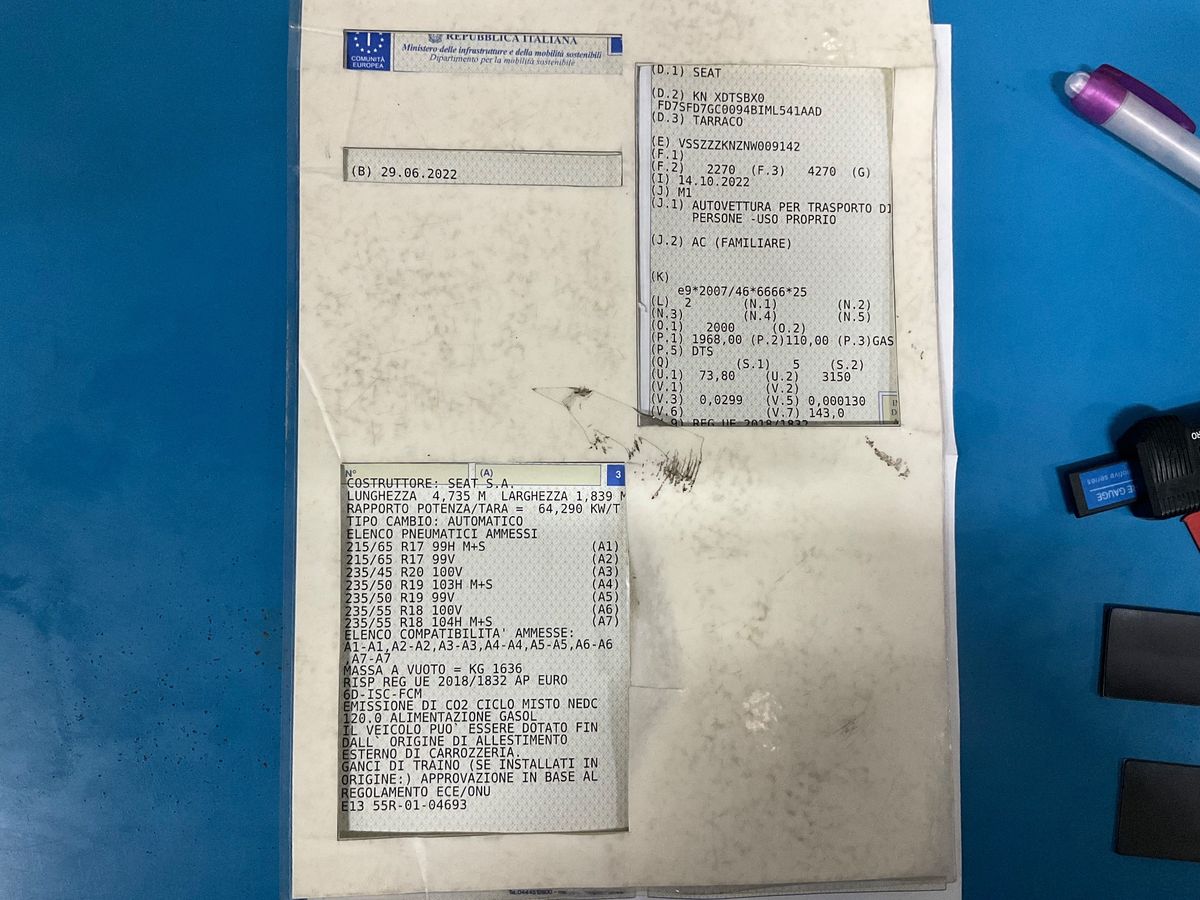 REPUBBLICA ITALIANA
COMUNITÀ EUROPEA
Ministero delle infrastrutture e della mobilità sostenibili
Dipartimento per la mobilità sostenibile
(B) 29.06.2022
(D.1) SEAT
(D.2) KN XDTSBX0
,FD7SFD7GC0094BIML541AAD
(D.3) TARRACO
(E) VSSZZZKNZNW009142
(F.1)
(F.2) 2270 (F.3) 4270 (G)
(I) 14.10.2022
(J) M1
(J.1) AUTOVETTURA PER TRASPORTO DI
PERSONE -USO PROPRIO
(J.2) AC (FAMILIARE)
(K)
e9*2007/46*6666*25
(L) 2 (N.1) (N.2)
(N.3) (N.4) (N.5)
(O.1) 2000 (O.2)
(P.1) 1968,00 (P.2)110,00 (P.3)GAS
(P.5) DTS
(Q) (S.1) 5 (S.2)
(U.1) 73,80 (U.2) 3150
(V.1) (V.2)
(V.3) 0,0299 (V.5) 0,000130
(V.6) (V.7) 143,0
(V.9) REG UE 2018/1832
N° (A) 3
COSTRUTTORE: SEAT S.A.
LUNGHEZZA 4,735 M LARGHEZZA 1,839 M
RAPPORTO POTENZA/TARA = 64,290 KW/T
TIPO CAMBIO: AUTOMATICO
ELENCO PNEUMATICI AMMESSI
215/65 R17 99H M+S (A1)
215/65 R17 99V (A2)
235/45 R20 100V (A3)
235/50 R19 103H M+S (A4)
235/50 R19 99V (A5)
235/55 R18 100V (A6)
235/55 R18 104H M+S (A7)
ELENCO COMPATIBILITA' AMMESSE:
A1-A1,A2-A2,A3-A3,A4-A4,A5-A5,A6-A6
,A7-A7
MASSA A VUOTO = KG 1636
RISP REG UE 2018/1832 AP EURO
6D-ISC-FCM
EMISSIONE DI CO2 CICLO MISTO NEDC
120.0 ALIMENTAZIONE GASOL
IL VEICOLO PUO` ESSERE DOTATO FIN
DALL` ORIGINE DI ALLESTIMENTO
ESTERNO DI CARROZZERIA.
GANCI DI TRAINO (SE INSTALLATI IN
ORIGINE:) APPROVAZIONE IN BASE AL
REGOLAMENTO ECE/ONU
E13 55R-01-04693